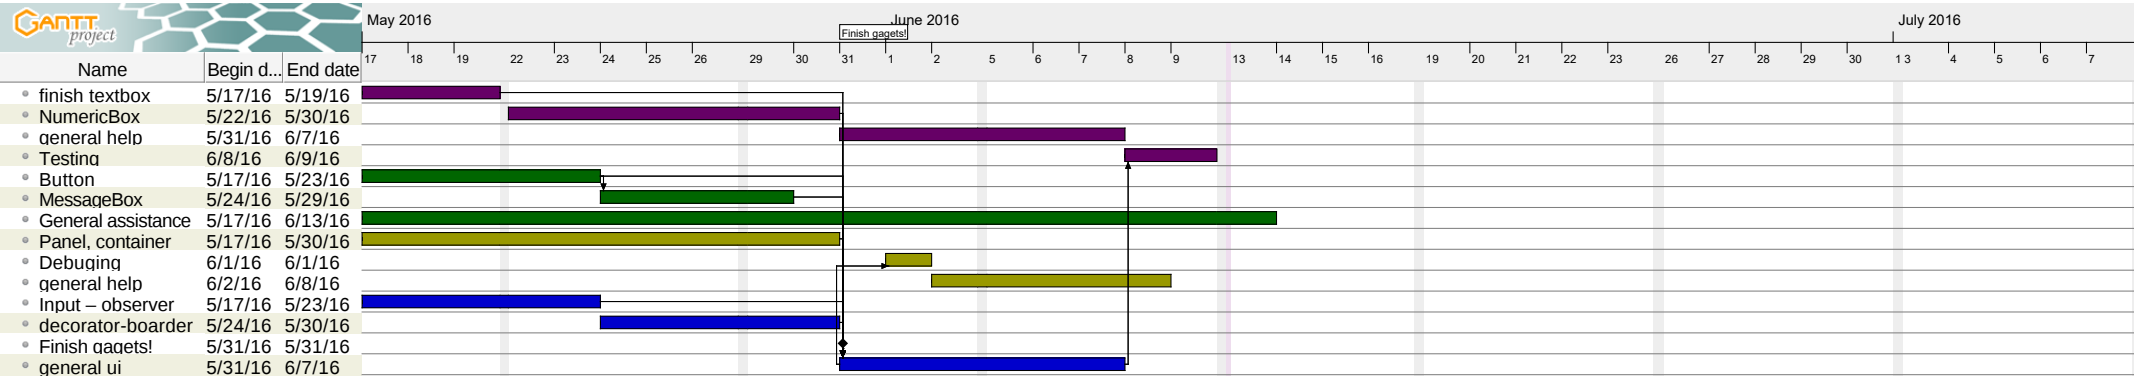 GANTT
project
May 2016
June 2016
July 2016
Finish gagets!
Name Begin d... End date
17 18 19 22 23 24 25 26 29 30 31 1 2 5 6 7 8 9 13 14 15 16 19 20 21 22 23 26 27 28 29 30 1 3 4 5 6 7
finish textbox 5/17/16 5/19/16
NumericBox 5/22/16 5/30/16
general help 5/31/16 6/7/16
Testing 6/8/16 6/9/16
Button 5/17/16 5/23/16
MessageBox 5/24/16 5/29/16
General assistance 5/17/16 6/13/16
Panel, container 5/17/16 5/30/16
Debuging 6/1/16 6/1/16
general help 6/2/16 6/8/16
Input – observer 5/17/16 5/23/16
decorator-boarder 5/24/16 5/30/16
Finish gagets! 5/31/16 5/31/16
general ui 5/31/16 6/7/16